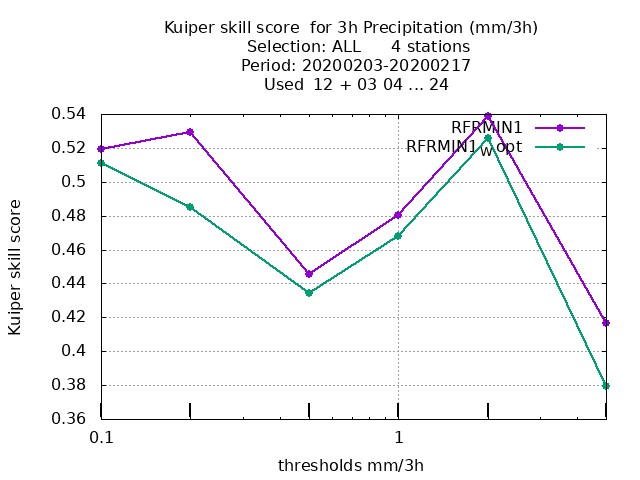 Kuiper skill score  for 3h Precipitation (mm/3h)
Selection: ALL      4 stations
Period: 20200203-20200217
Used  12 + 03 04 ... 24
RFRMIN1
RFRMIN1_wopt
Kuiper skill score
0.54
0.52
0.5
0.48
0.46
0.44
0.42
0.4
0.38
0.36
0.1
1
thresholds mm/3h